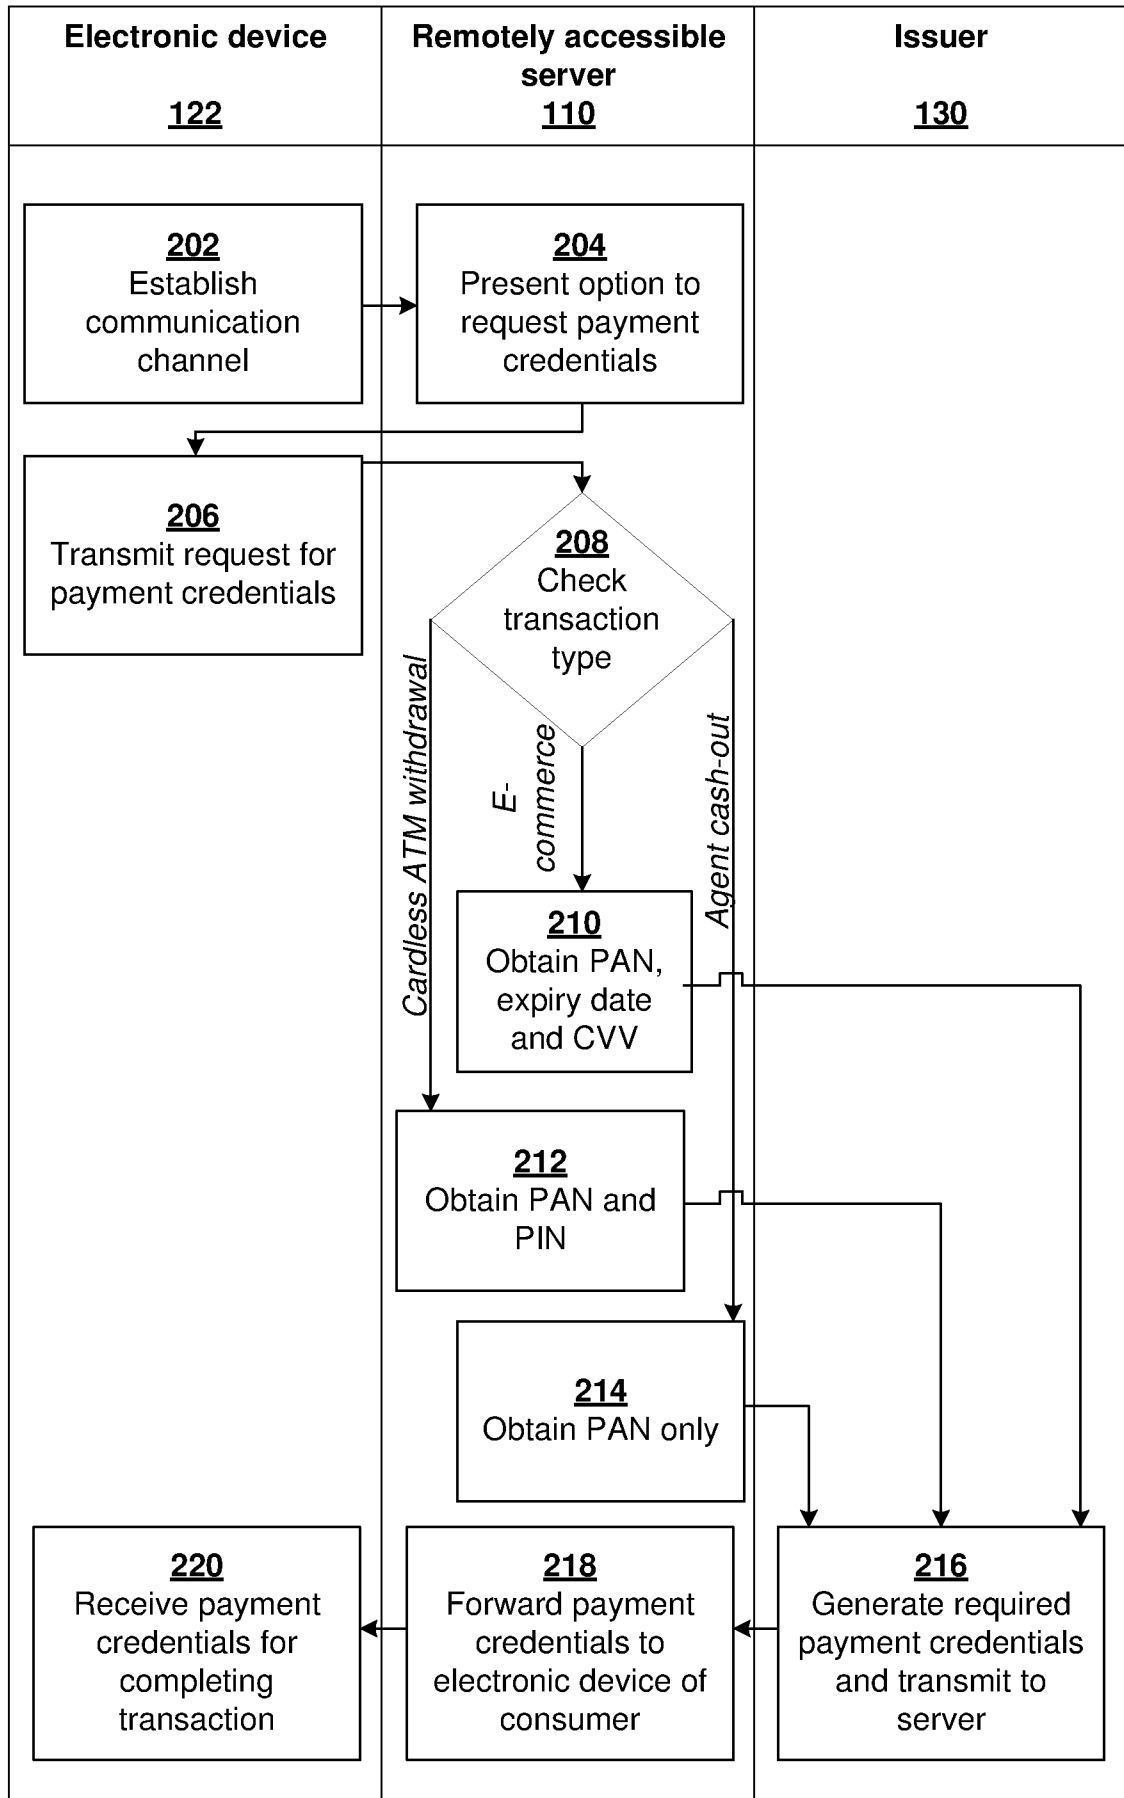 Electronic device
122
Remotely accessible
server
110
Issuer
130
202
Establish
communication
channel
204
Present option to
request payment
credentials
206
Transmit request for
payment credentials
208
Check
transaction
type
Cardless ATM withdrawal
E-
commerce
Agent cash-out
210
Obtain PAN,
expiry date
and CVV
212
Obtain PAN and
PIN
214
Obtain PAN only
220
Receive payment
credentials for
completing
transaction
218
Forward payment
credentials to
electronic device of
consumer
216
Generate required
payment credentials
and transmit to
server